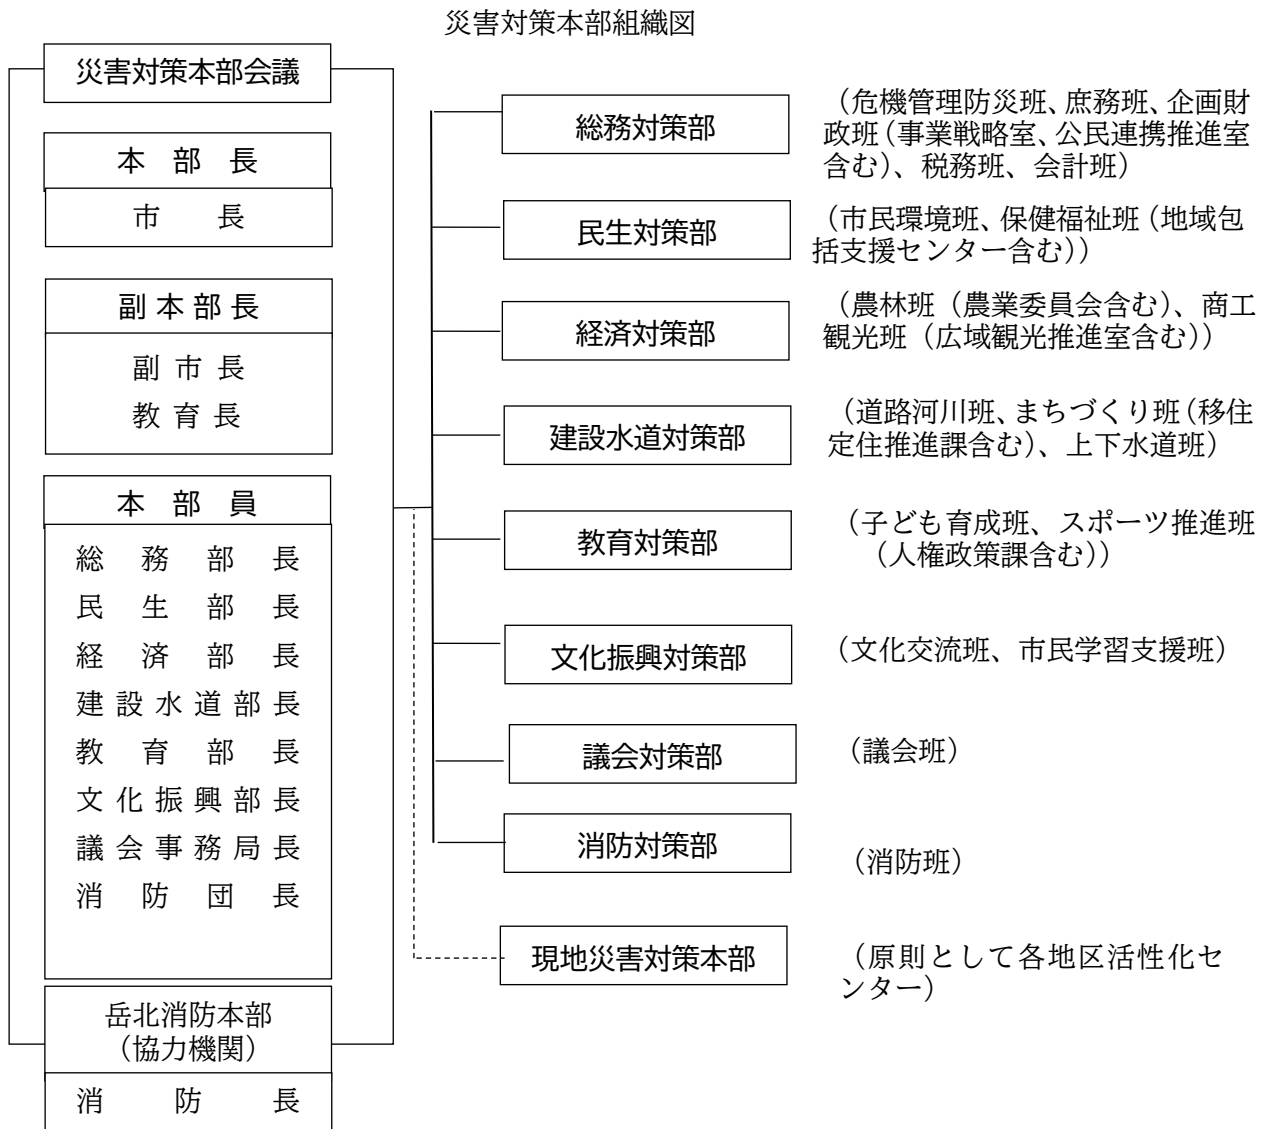 災害対策本部組織図
災害対策本部会議
本部長
市長
副本部長
副市長
教育長
本部員
総務部長
民生部長
経済部長
建設水道部長
教育部長
文化振興部長
議会事務局長
消防団長
岳北消防本部
（協力機関）
消防長
総務対策部
（危機管理防災班、庶務班、企画財
政班（事業戦略室、公民連携推進室
含む）、税務班、会計班）
民生対策部
（市民環境班、保健福祉班（地域包
括支援センター含む））
経済対策部
（農林班（農業委員会含む）、商工
観光班（広域観光推進室含む））
建設水道対策部
（道路河川班、まちづくり班（移住
定住推進課含む）、上下水道班）
教育対策部
（子ども育成班、スポーツ推進班
（人権政策課含む））
文化振興対策部
（文化交流班、市民学習支援班）
議会対策部
（議会班）
消防対策部
（消防班）
現地災害対策本部
（原則として各地区活性化セ
ンター）